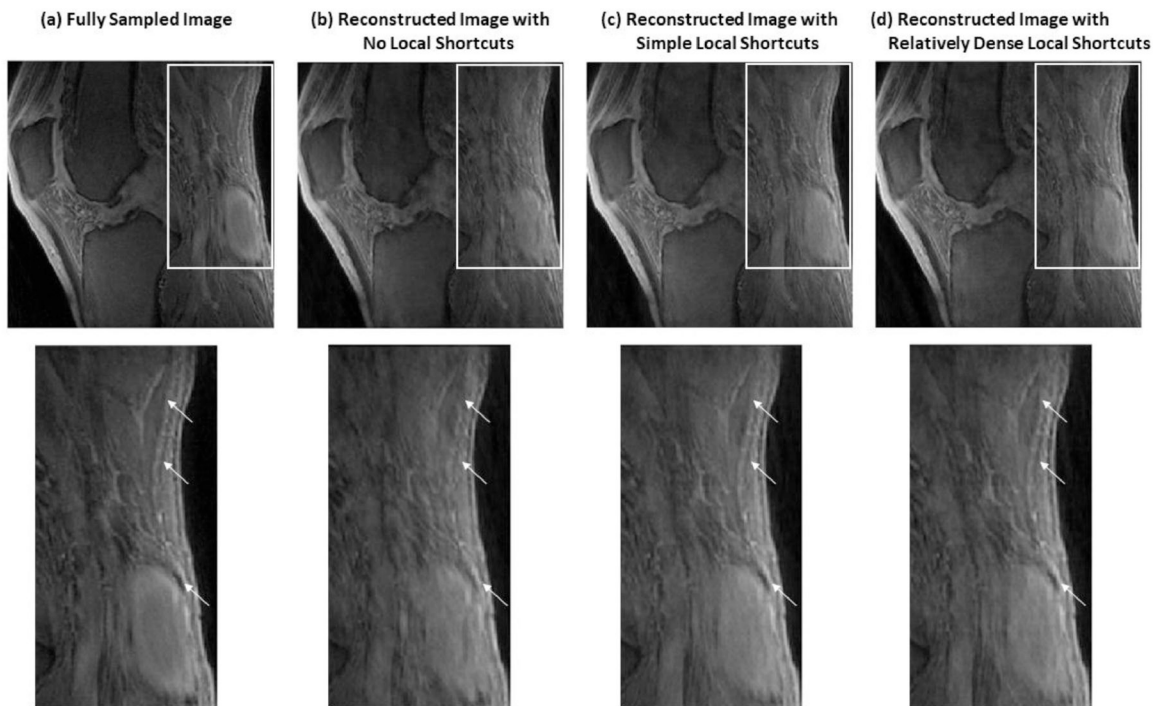 (a) Fully Sampled Image
(b) Reconstructed Image with
No Local Shortcuts
(c) Reconstructed Image with
Simple Local Shortcuts
(d) Reconstructed Image with
Relatively Dense Local Shortcuts